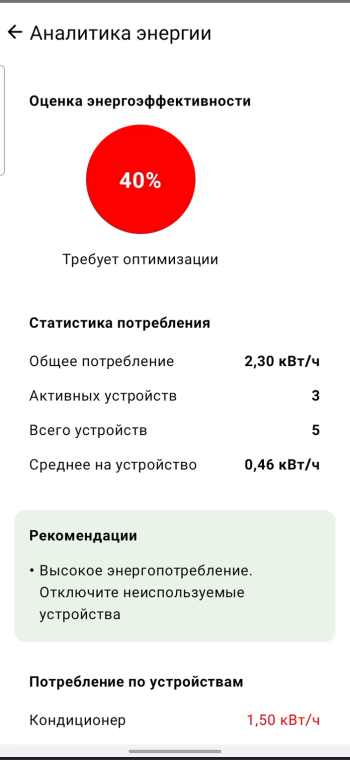 ← Аналитика энергии
Оценка энергоэффективности
40%
Требует оптимизации
Статистика потребления
Общее потребление 2,30 кВт/ч
Активных устройств 3
Всего устройств 5
Среднее на устройство 0,46 кВт/ч
Рекомендации
• Высокое энергопотребление.
Отключите неиспользуемые
устройства
Потребление по устройствам
Кондиционер 1,50 кВт/ч